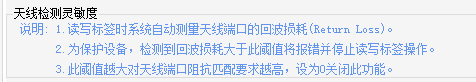 天线检测灵敏度
说明: 1.读写标签时系统自动测量天线端口的回波损耗(Return Loss)。
2.为保护设备，检测到回波损耗大于此阈值将报错并停止读写标签操作。
3.此阈值越大对天线端口阻抗匹配要求越高，设为0关闭此功能。